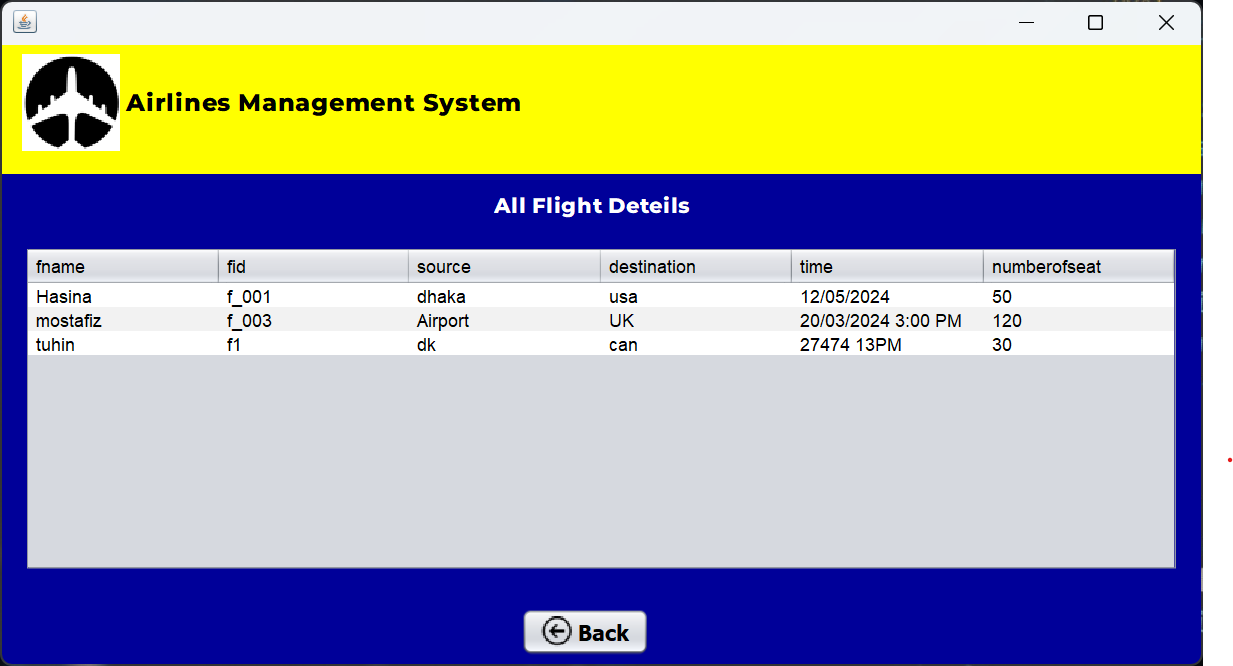 Airlines Management System
All Flight Deteils
fname fid source destination time numberofseat
Hasina f_001 dhaka usa 12/05/2024 50
mostafiz f_003 Airport UK 20/03/2024 3:00 PM 120
tuhin f1 dk can 27474 13PM 30
Back